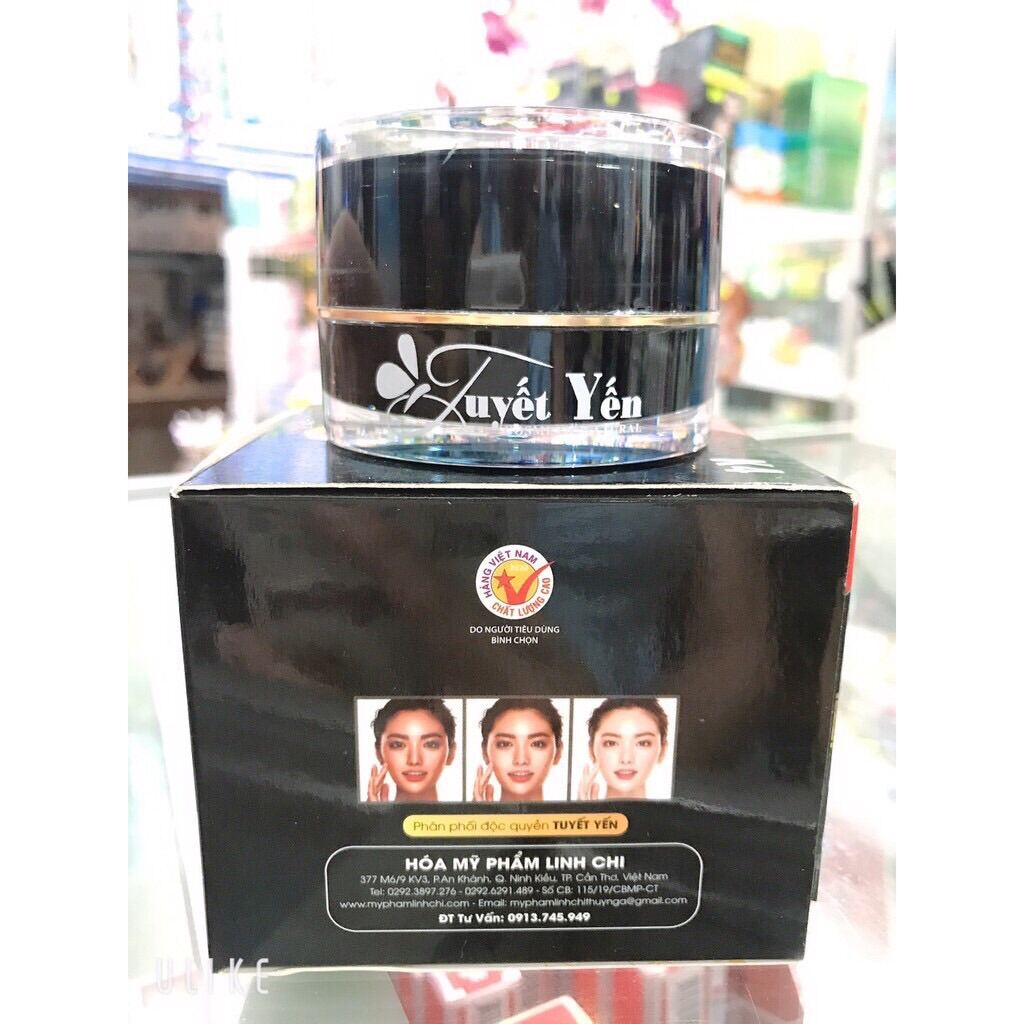 Tuyết Yến
HÀNG VIỆT NAM
CHẤT LƯỢNG CAO
DO NGƯỜI TIÊU DÙNG
BÌNH CHỌN
Phân phối độc quyền TUYẾT YẾN
HÓA MỸ PHẨM LINH CHI
377 M6/9 KV3, P.An Khánh, Q. Ninh Kiều, TP. Cần Thơ, Việt Nam
Tel: 0292.3897.276 - 0292.6291.489 - Số CB: 115/19/CBMP-CT
www.myphamlinhchi.com - Email: myphamlinhchithuynga@gmail.com
ĐT Tư Vấn: 0913.745.949
ULIKE